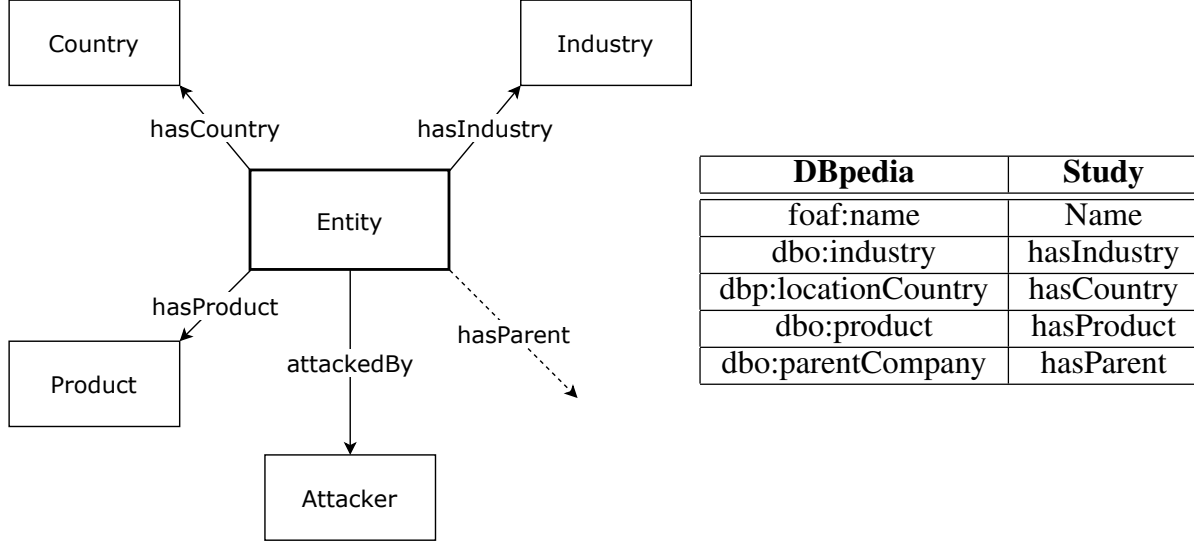 Country
Industry
hasCountry
hasIndustry
Entity
hasProduct
hasParent
attackedBy
Product
Attacker
DBpedia Study
foaf:name Name
dbo:industry hasIndustry
dbp:locationCountry hasCountry
dbo:product hasProduct
dbo:parentCompany hasParent